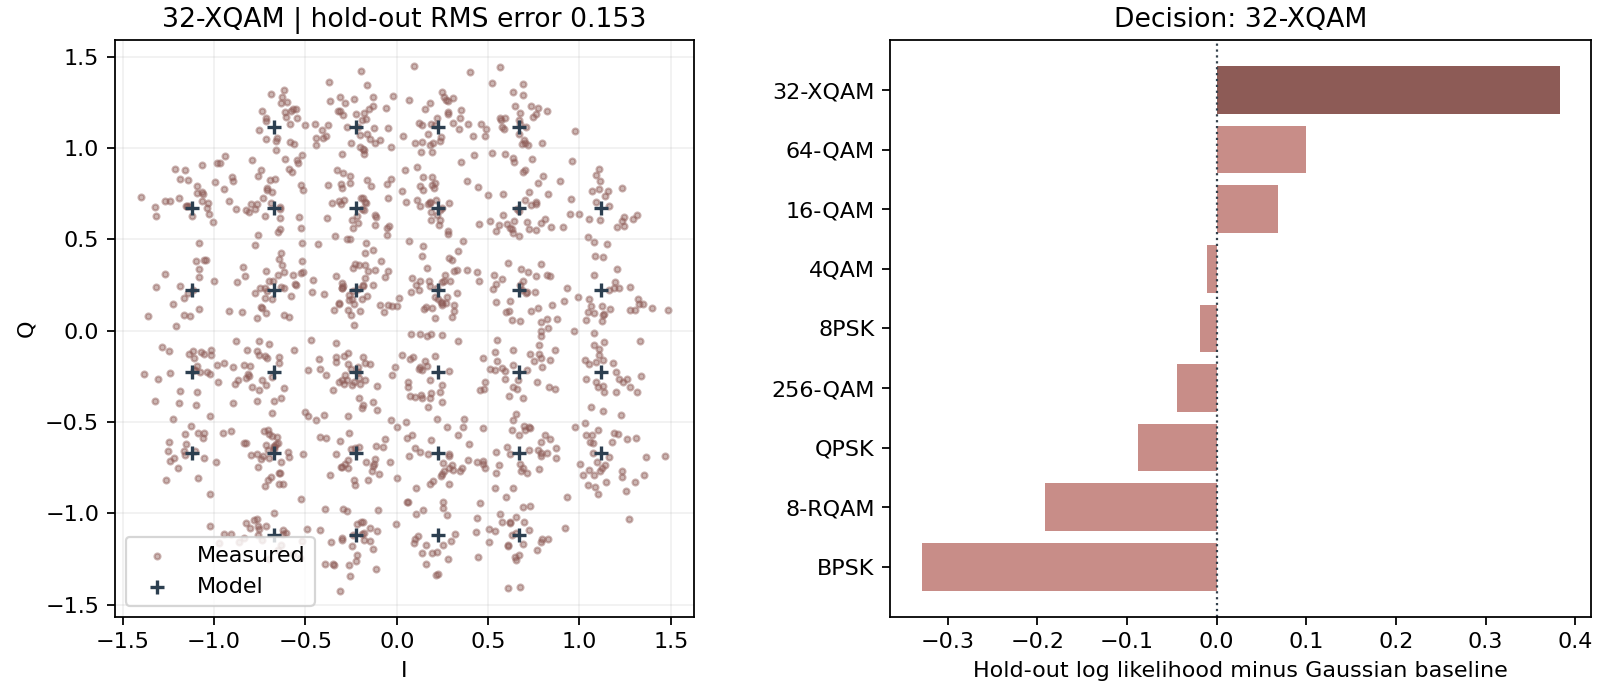 32-XQAM | hold-out RMS error 0.153
1.5
1.0
0.5
0.0
−0.5
−1.0
−1.5
Q
Measured
Model
−1.5
−1.0
−0.5
0.0
0.5
1.0
1.5
I
Decision: 32-XQAM
32-XQAM
64-QAM
16-QAM
4QAM
8PSK
256-QAM
QPSK
8-RQAM
BPSK
−0.3
−0.2
−0.1
0.0
0.1
0.2
0.3
0.4
Hold-out log likelihood minus Gaussian baseline